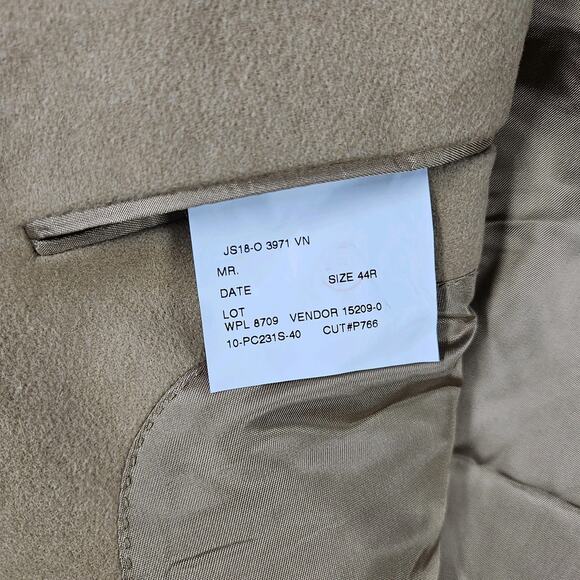 JS18-O 3971 VN
MR.
DATE SIZE 44R
LOT
WPL 8709 VENDOR 15209-0
10-PC231S-40 CUT#P766